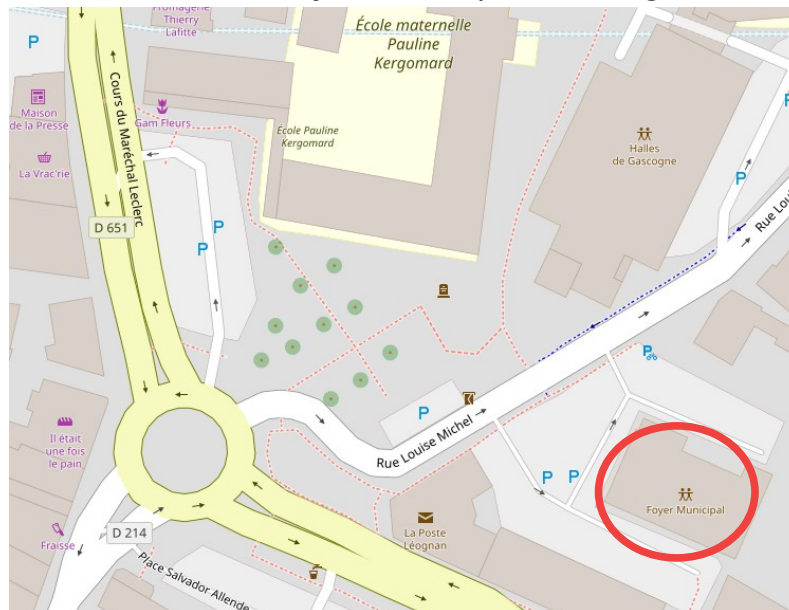 Fromagerie
Thierry
Lafitte
École maternelle
Pauline
Kergomard
P
Maison
de la Presse
Gam Fleurs
École Pauline
Kergomard
Halles
de Gascogne
P
La Vrac'rie
Cours du Maréchal Leclerc
P
D 651
P
P
Rue Loui
P
P
Rue Louise Michel
Il était
une fois
le pain
P
P
Foyer Municipal
La Poste
Léognan
D 214
Fraisse
Place Salvador Allende